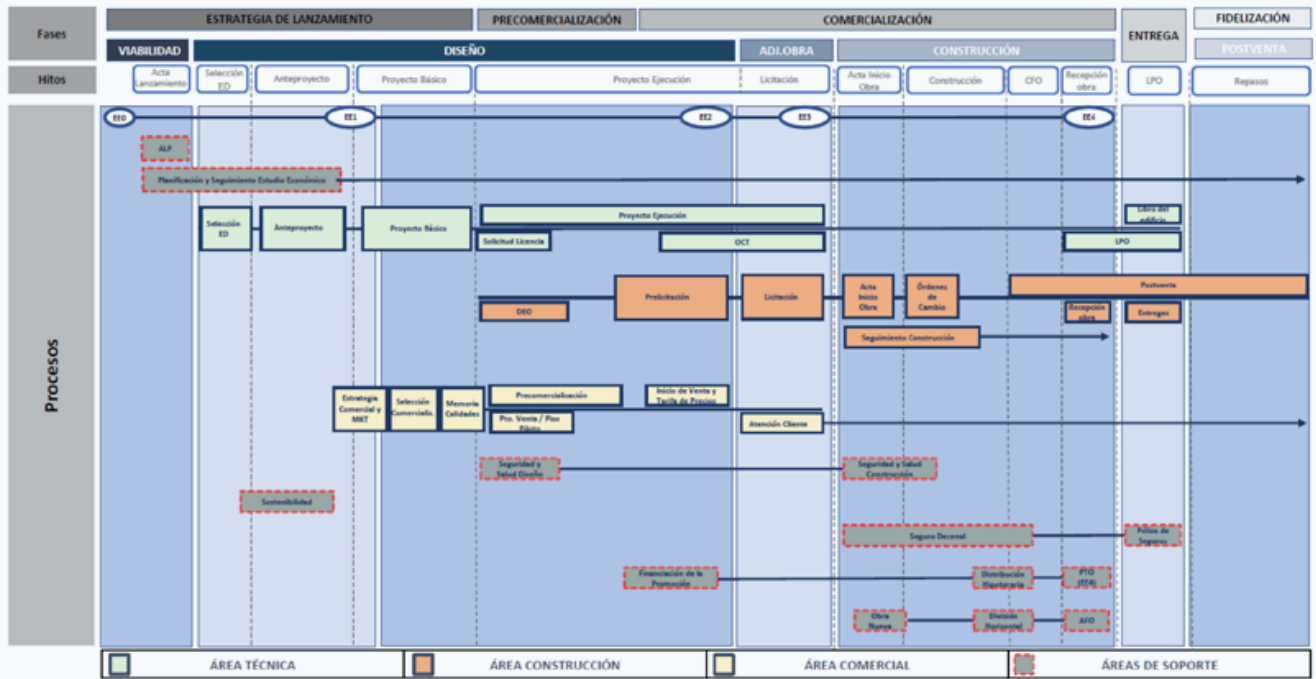 Fases
ESTRATEGIA DE LANZAMIENTO
PRECOMERCIALIZACIÓN
COMERCIALIZACIÓN
ENTREGA
FIDELIZACIÓN
VIABILIDAD
DISEÑO
ADJ.OBRA
CONSTRUCCIÓN
POSTVENTA
Hitos
Acta
Lanzamiento
Selección
ED
Anteproyecto
Proyecto Básico
Proyecto Ejecución
Licitación
Acta Inicio
Obra
Construcción
CFO
Recepción
obra
LPO
Repasos
Procesos
EE0
EE1
EE2
EE3
EE4
ALP
Planificación y Seguimiento Estudio Económico
Selección
ED
Anteproyecto
Proyecto Básico
Proyecto Ejecución
Solicitud Licencia
OCT
Libro del
edificio
LPO
DEO
Prelicitación
Licitación
Acta
Inicio
Obra
Órdenes
de
Cambio
Postventa
Recepción
obra
Entregas
Seguimiento Construcción
Estrategia
Comercial y
MKT
Selección
Comercializ.
Memoria
Calidades
Precomercialización
Pto. Venta / Piso
Piloto
Inicio de Venta y
Tarifa de Precios
Atención Cliente
Seguridad y
Salud Diseño
Seguridad y Salud
Construcción
Sostenibilidad
Seguro Decenal
Póliza de
Seguros
Financiación de la
Promoción
Distribución
Hipotecaria
PTO
(EE4)
Obra
Nueva
División
Horizontal
AFO
ÁREA TÉCNICA
ÁREA CONSTRUCCIÓN
ÁREA COMERCIAL
ÁREAS DE SOPORTE